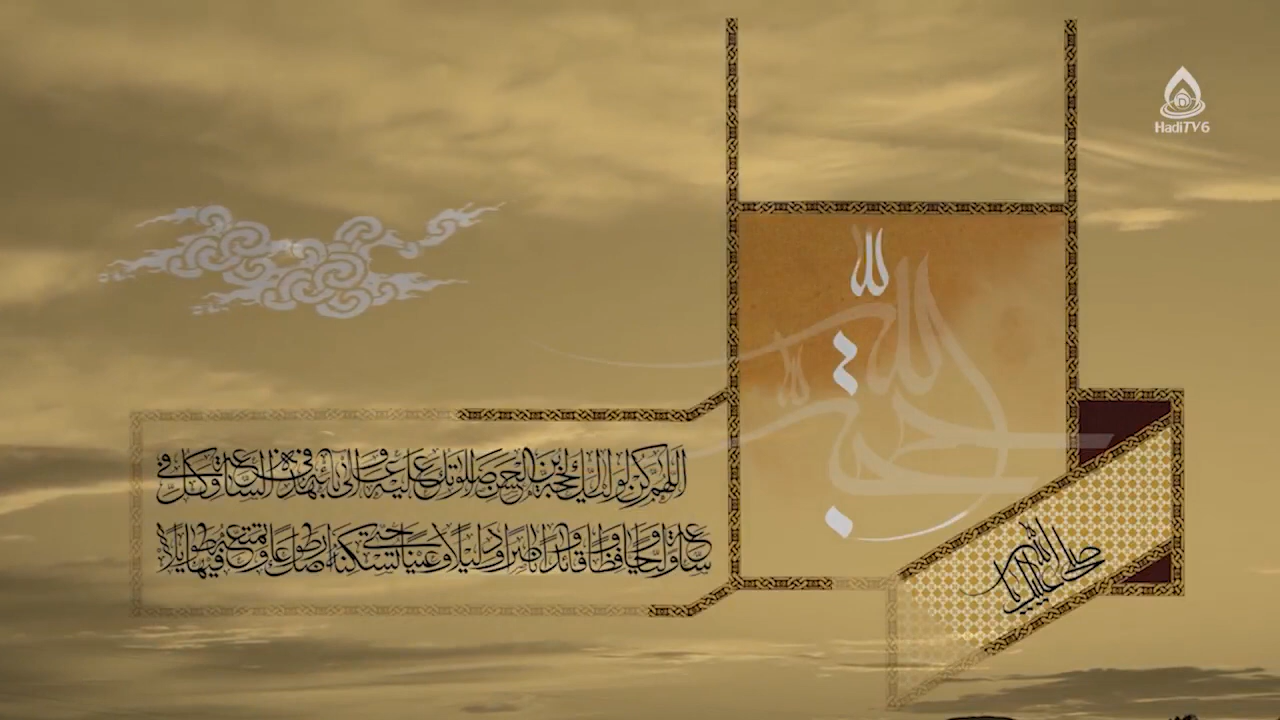 HadiTV6
بقية الله
اللهم كن لوليك الحجة بن الحسن صلواتك عليه وعلى آبائه في هذه الساعة وفي كل
ساعة ولياً وحافظاً وقائداً وناصراً ودليلاً وعيناً حتى تسكنه أرضك طوعاً وتمتعه فيها طويلا